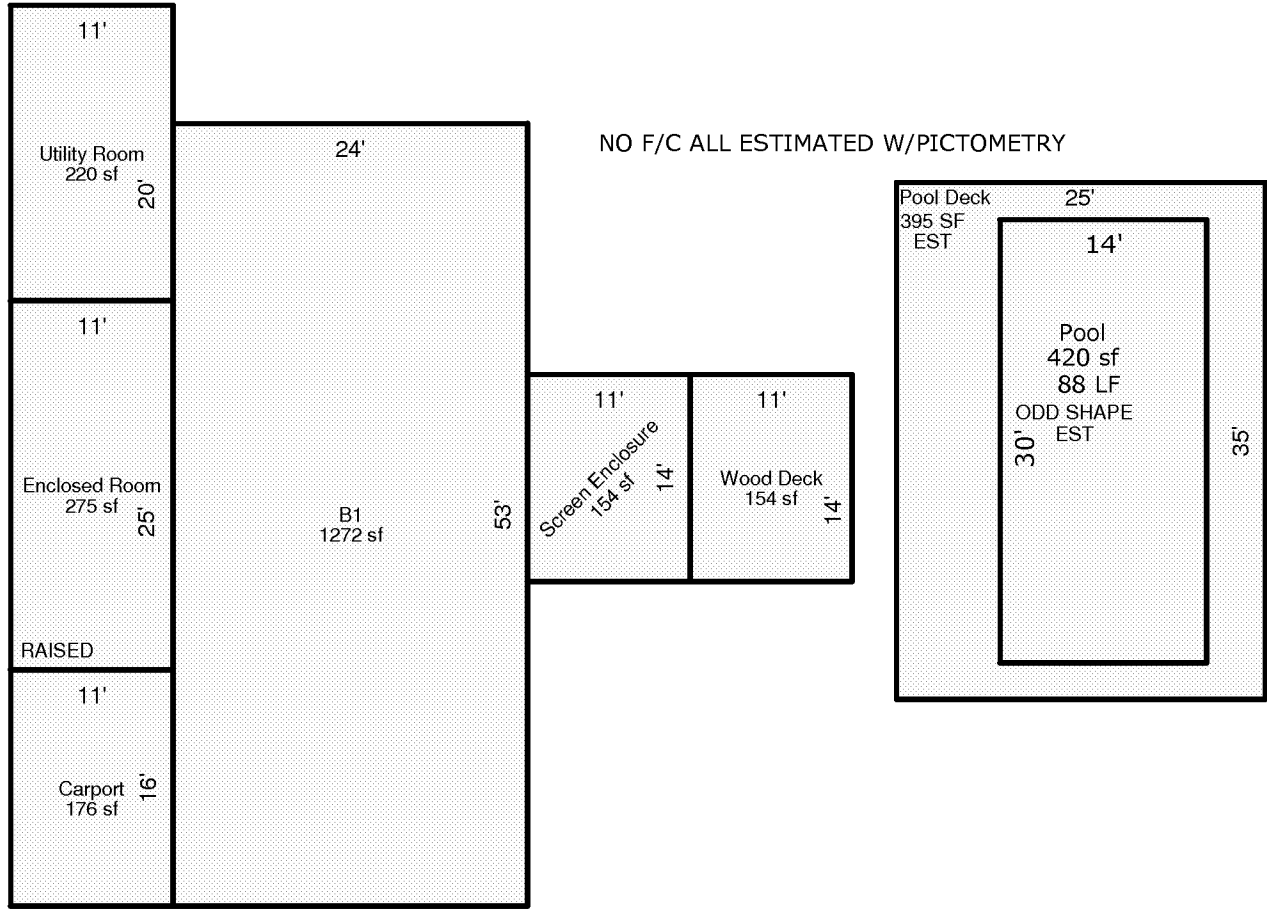 11'
Utility Room
220 sf
20'
24'
NO F/C ALL ESTIMATED W/PICTOMETRY
Pool Deck
395 SF
EST
25'
14'
Pool
420 sf
88 LF
ODD SHAPE
EST
30'
35'
11'
Enclosed Room
275 sf
25'
RAISED
B1
1272 sf
53'
11'
Screen Enclosure
154 sf
14'
11'
Wood Deck
154 sf
14'
11'
Carport
176 sf
16'